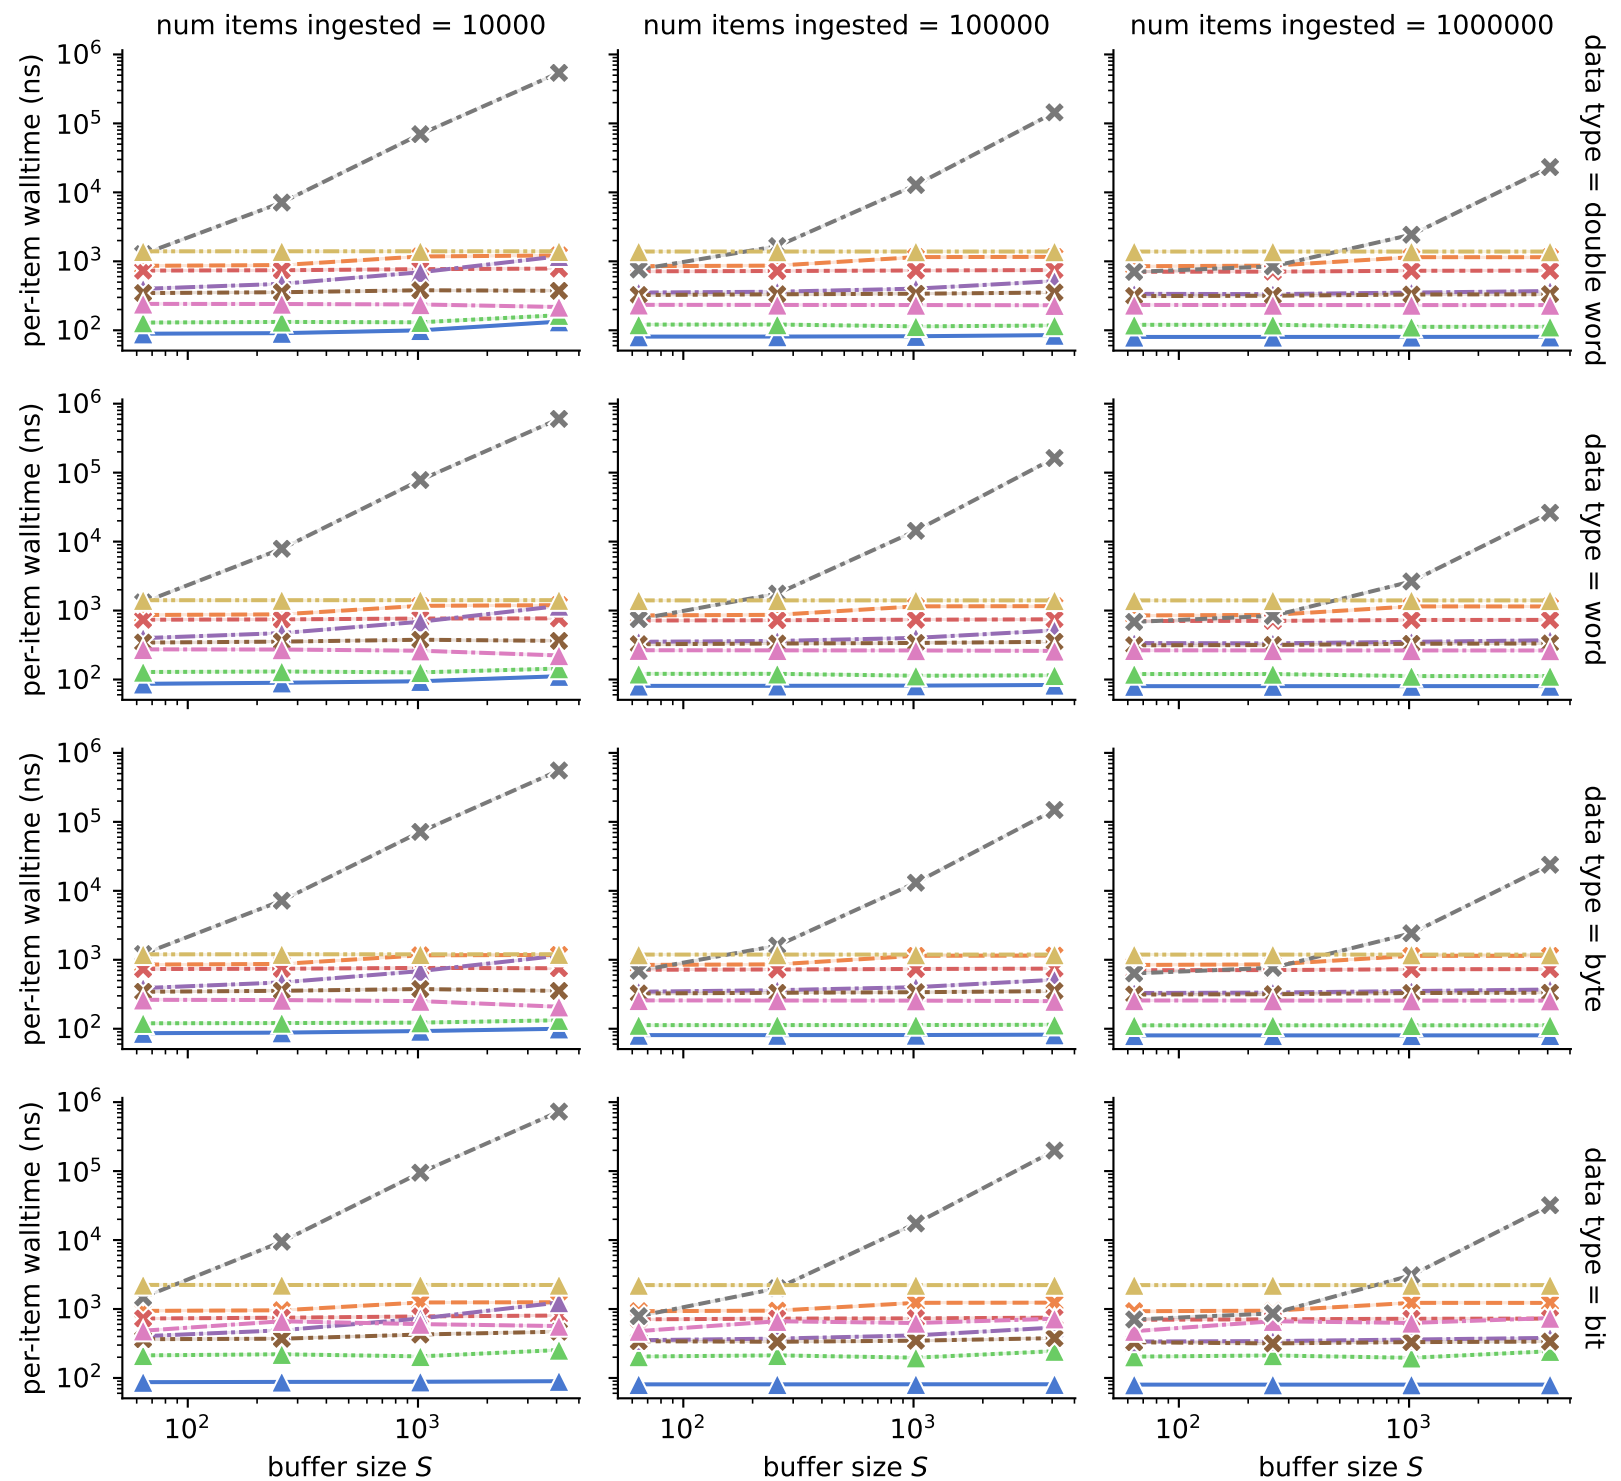 num items ingested = 10000
num items ingested = 100000
num items ingested = 1000000
per-item walltime (ns)
10^6
10^5
10^4
10^3
10^2
data type = double word
per-item walltime (ns)
10^6
10^5
10^4
10^3
10^2
data type = word
per-item walltime (ns)
10^6
10^5
10^4
10^3
10^2
data type = byte
per-item walltime (ns)
10^6
10^5
10^4
10^3
10^2
data type = bit
10^2 10^3
10^2 10^3
10^2 10^3
buffer size S
buffer size S
buffer size S